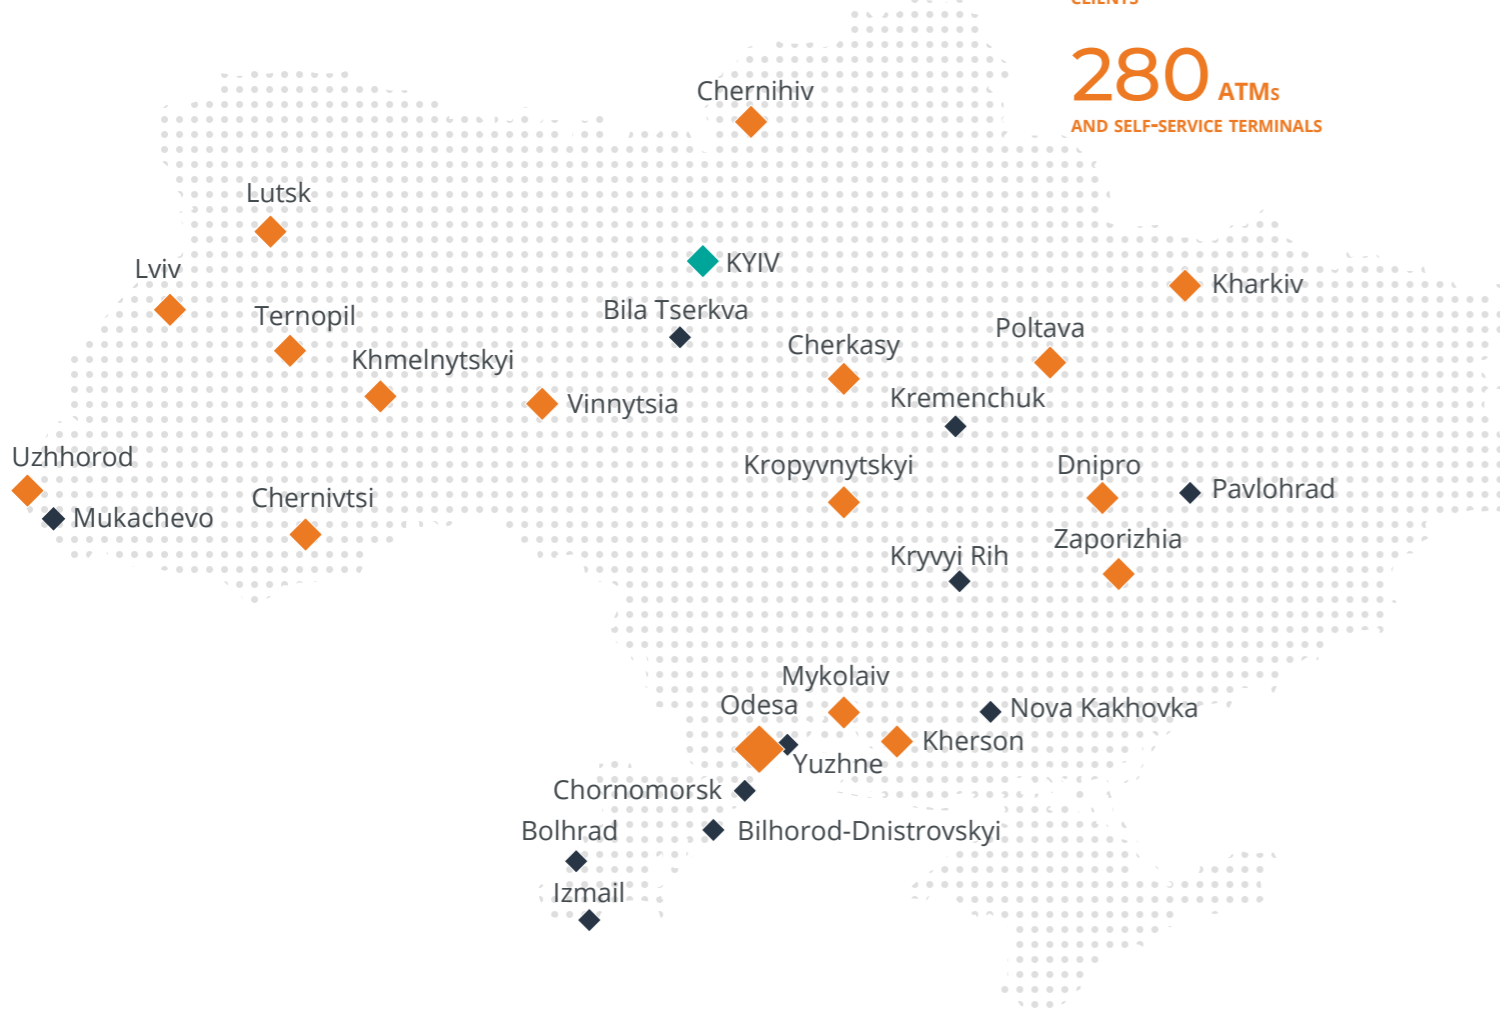 CLIENTS
280 ATMs
AND SELF-SERVICE TERMINALS
Chernihiv
Lutsk
Lviv
KYIV
Kharkiv
Ternopil
Bila Tserkva
Poltava
Cherkasy
Khmelnytskyi
Kremenchuk
Vinnytsia
Uzhhorod
Kropyvnytskyi
Dnipro
Pavlohrad
Chernivtsi
Mukachevo
Zaporizhia
Kryvyi Rih
Mykolaiv
Odesa
Nova Kakhovka
Kherson
Yuzhne
Chornomorsk
Bolhrad
Bilhorod-Dnistrovskyi
Izmail